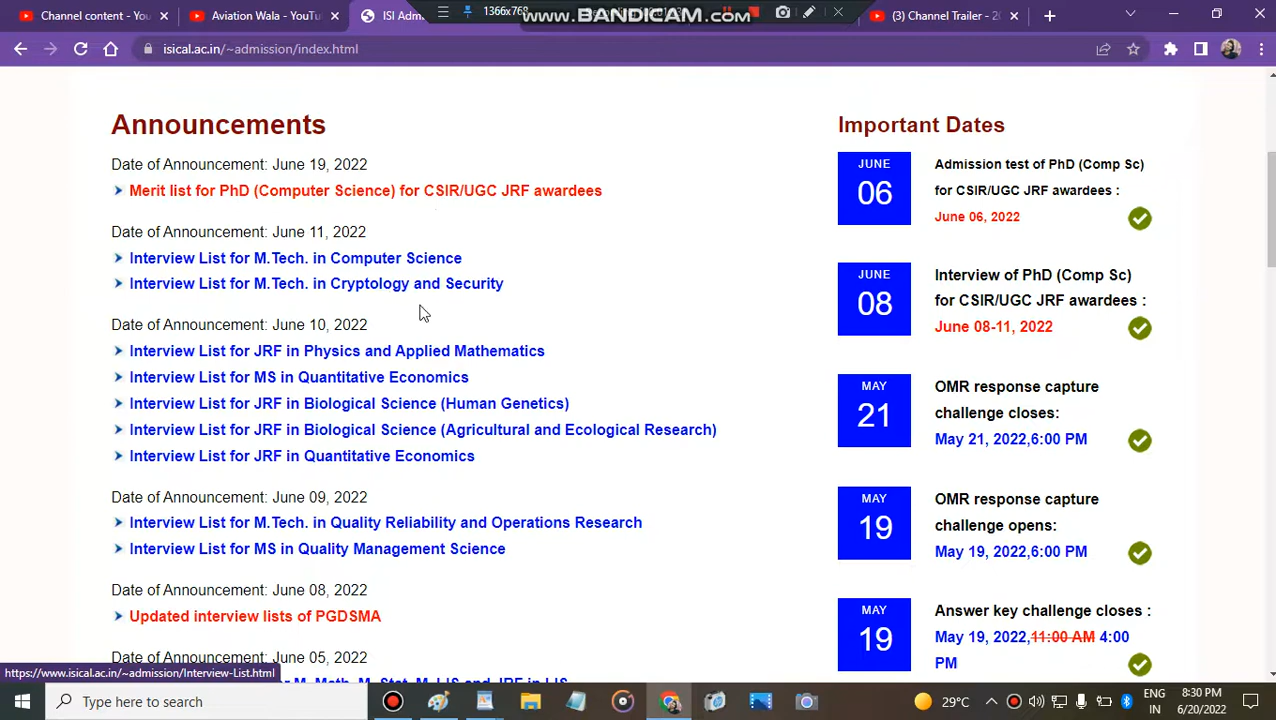 Channel content - You
Aviation Wala - YouTu
ISI Adm
1366x768
www.BANDICAM.com
(3) Channel Trailer - 20
isical.ac.in/~admission/index.html
Announcements
Date of Announcement: June 19, 2022
Merit list for PhD (Computer Science) for CSIR/UGC JRF awardees
Date of Announcement: June 11, 2022
Interview List for M.Tech. in Computer Science
Interview List for M.Tech. in Cryptology and Security
Date of Announcement: June 10, 2022
Interview List for JRF in Physics and Applied Mathematics
Interview List for MS in Quantitative Economics
Interview List for JRF in Biological Science (Human Genetics)
Interview List for JRF in Biological Science (Agricultural and Ecological Research)
Interview List for JRF in Quantitative Economics
Date of Announcement: June 09, 2022
Interview List for M.Tech. in Quality Reliability and Operations Research
Interview List for MS in Quality Management Science
Date of Announcement: June 08, 2022
Updated interview lists of PGDSMA
Date of Announcement: June 05, 2022
Important Dates
JUNE
06
Admission test of PhD (Comp Sc)
for CSIR/UGC JRF awardees :
June 06, 2022
JUNE
08
Interview of PhD (Comp Sc)
for CSIR/UGC JRF awardees :
June 08-11, 2022
MAY
21
OMR response capture
challenge closes:
May 21, 2022,6:00 PM
MAY
19
OMR response capture
challenge opens:
May 19, 2022,6:00 PM
MAY
19
Answer key challenge closes :
May 19, 2022,11:00 AM 4:00
PM
https://www.isical.ac.in/~admission/Interview-List.html
Type here to search
29°C
ENG
IN
8:30 PM
6/20/2022